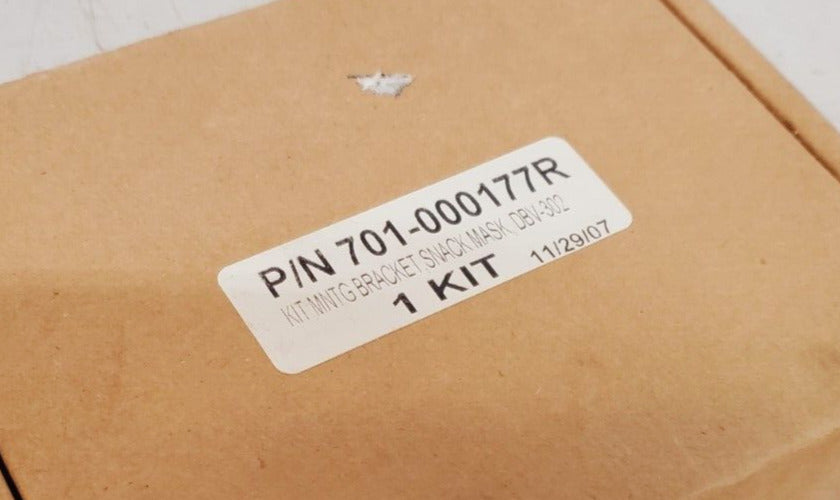 P/N 701-000177R
KIT MNTG BRACKET, SNACK MASK, DBV-302
1 KIT 11/29/07